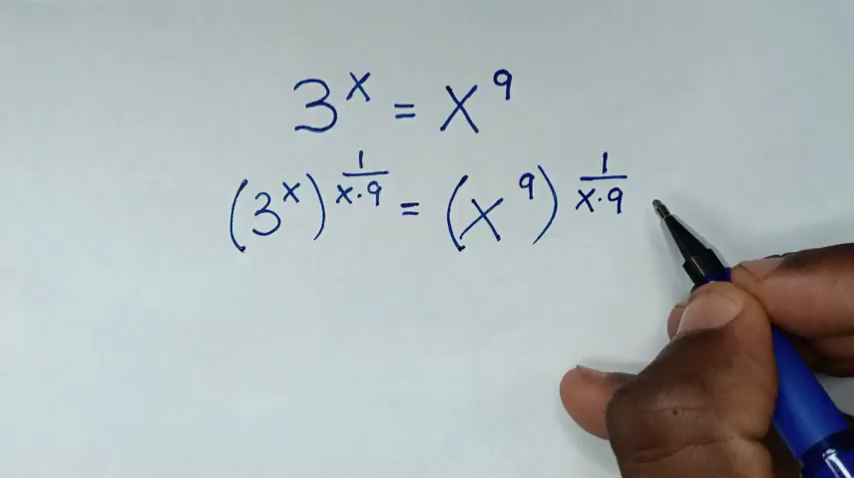 3^x = x^9
(3^x)^(1/(x·9)) = (x^9)^(1/(x·9))